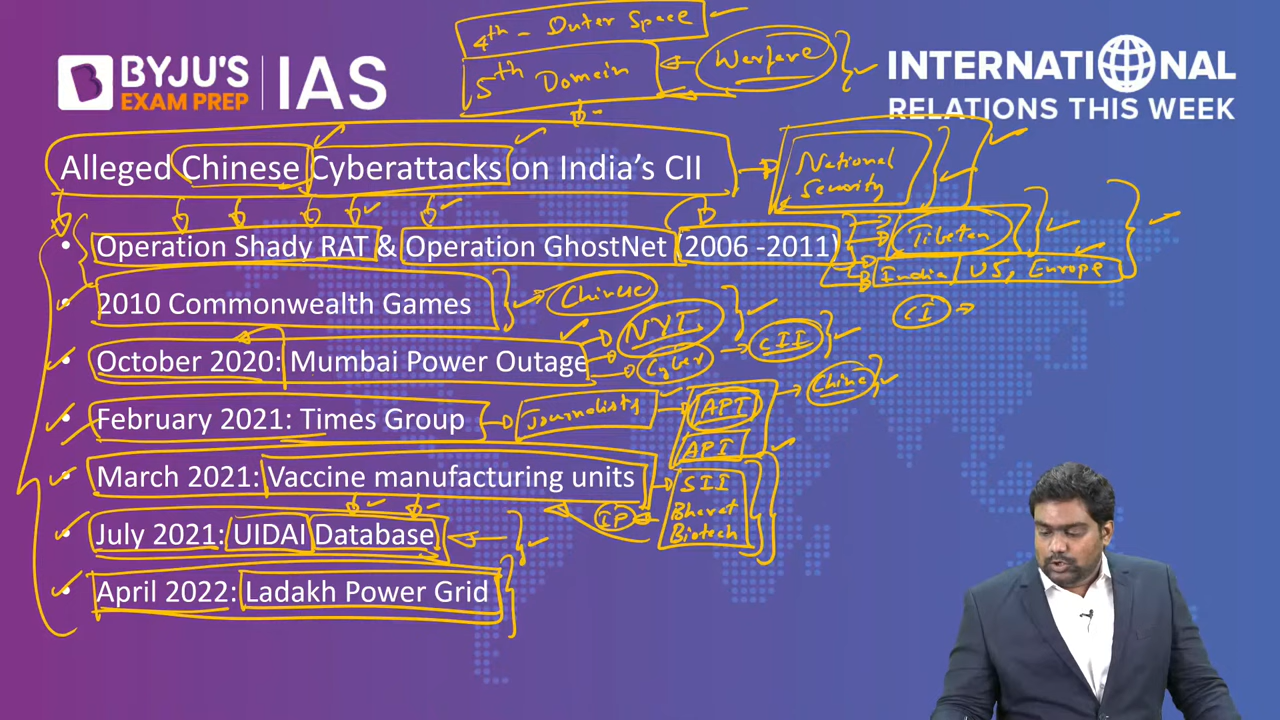 4th - Outer Space
5th Domain
Warfare
BYJU'S
EXAM PREP
IAS
INTERNATIONAL
RELATIONS THIS WEEK
Alleged Chinese Cyberattacks on India's CII
National
Security
• Operation Shady RAT & Operation GhostNet (2006 -2011)
Tibetan
India / US, Europe
• 2010 Commonwealth Games
Chinese
CI →
• October 2020: Mumbai Power Outage
NYT
Cyber
CII
• February 2021: Times Group
Journalists
API
API
China
• March 2021: Vaccine manufacturing units
SII
Bharat
Biotech
IP
• July 2021: UIDAI Database
• April 2022: Ladakh Power Grid